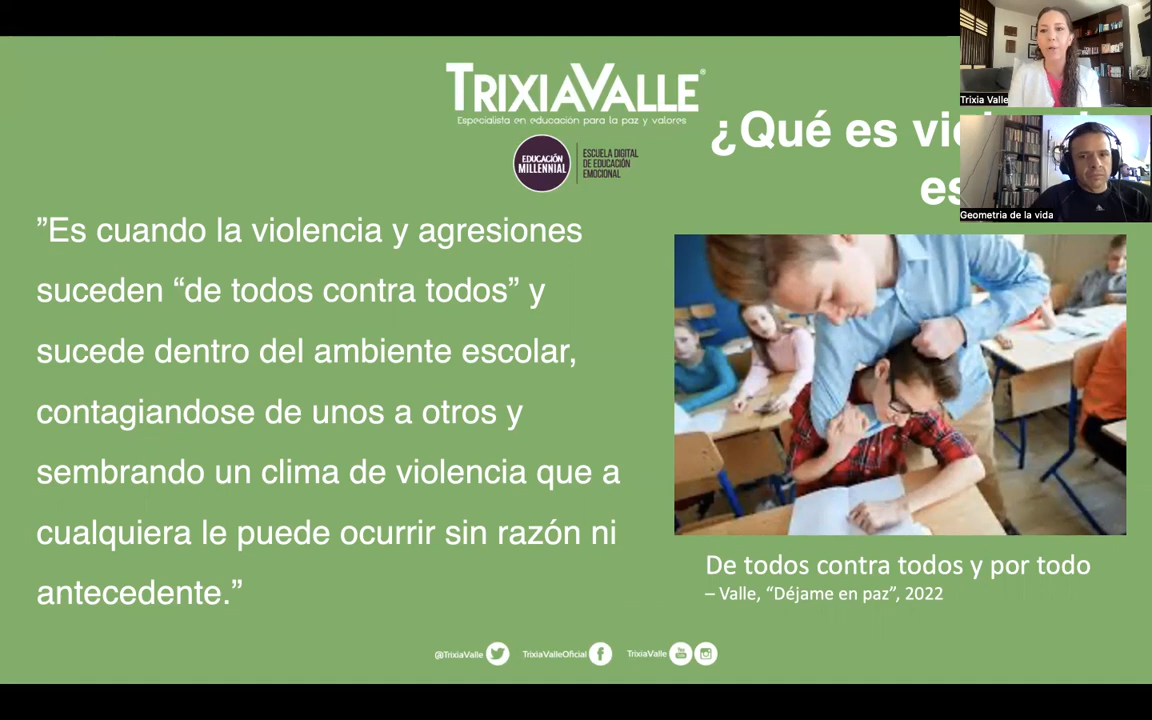 TRIXIAVALLE®
Especialista en educación para la paz y valores
EDUCACIÓN
MILLENNIAL
ESCUELA DIGITAL
DE EDUCACIÓN
EMOCIONAL
¿Qué es
”Es cuando la violencia y agresiones
suceden “de todos contra todos” y
sucede dentro del ambiente escolar,
contagiandose de unos a otros y
sembrando un clima de violencia que a
cualquiera le puede ocurrir sin razón ni
antecedente.”
De todos contra todos y por todo
– Valle, “Déjame en paz”, 2022
@TrixiaValle
TrixiaValleOficial
TrixiaValle
Trixia Valle
Geometria de la vida